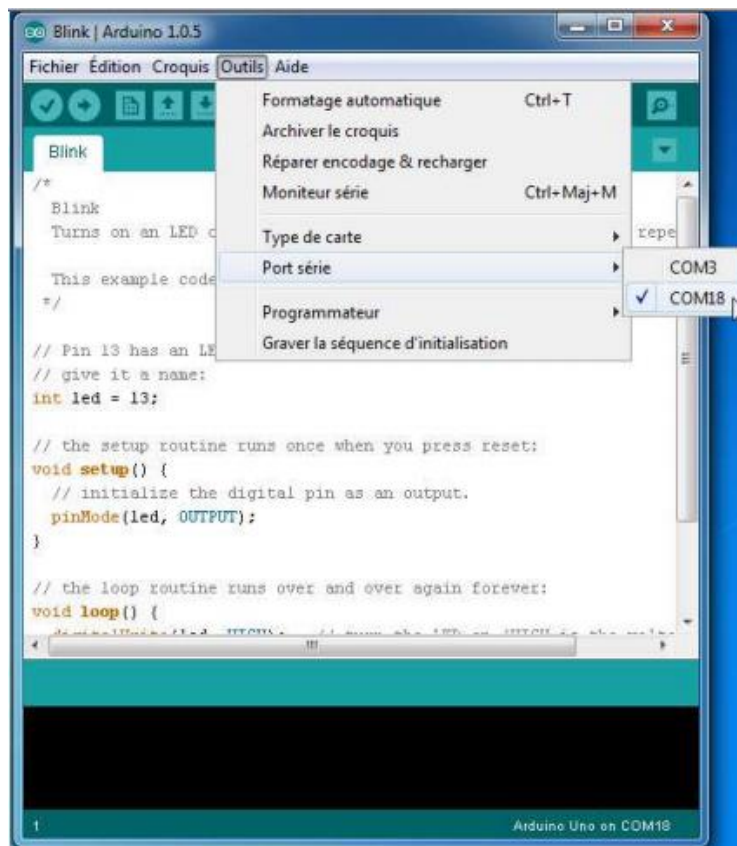 Blink | Arduino 1.0.5
Fichier Édition Croquis Outils Aide
Formatage automatique Ctrl+T
Archiver le croquis
Réparer encodage & recharger
Moniteur série Ctrl+Maj+M
Type de carte
Port série
COM3
COM18
Programmateur
Graver la séquence d'initialisation
Blink
/*
Blink
Turns on an LED repe
This example code
*/
// Pin 13 has an
// give it a name:
int led = 13;
// the setup routine runs once when you press reset:
void setup() {
// initialize the digital pin as an output.
pinMode(led, OUTPUT);
}
// the loop routine runs over and over again forever:
void loop() {
1
Arduino Uno on COM18